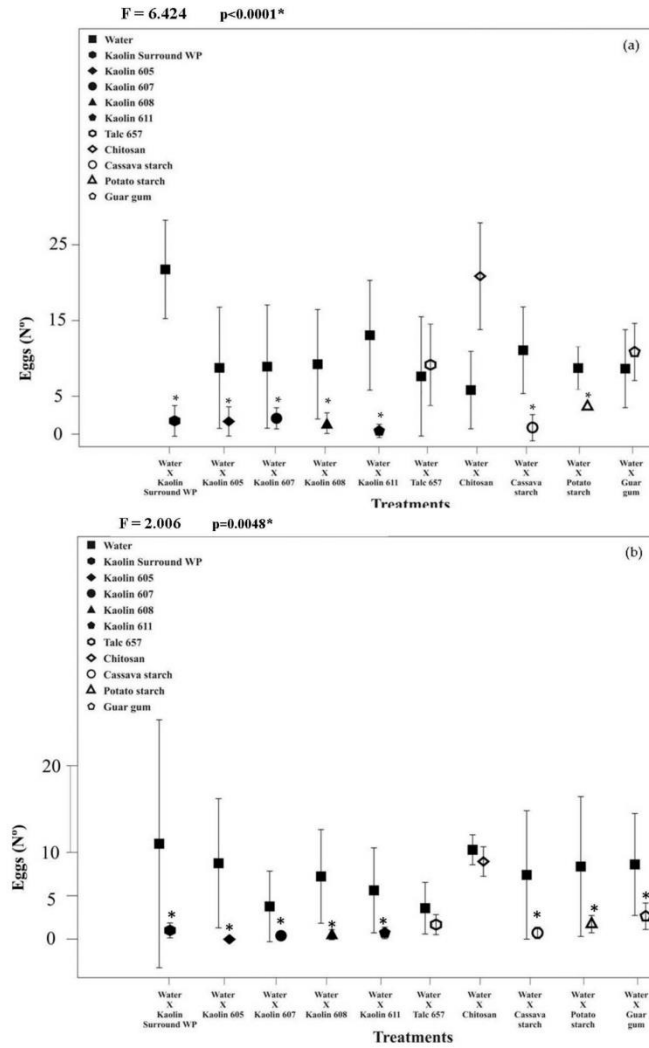 F = 6.424 p<0.0001*
(a)
Water
Kaolin Surround WP
Kaolin 605
Kaolin 607
Kaolin 608
Kaolin 611
Talc 657
Chitosan
Cassava starch
Potato starch
Guar gum
Eggs (Nº)
25
15
5
0
* * * * * * *
Water Water Water Water Water Water Water Water Water Water
X X X X X X X X X X
Kaolin Kaolin 605 Kaolin 607 Kaolin 608 Kaolin 611 Talc 657 Chitosan Cassava Potato Guar
Surround WP starch starch gum
Treatments
F = 2.006 p=0.0048*
(b)
Water
Kaolin Surround WP
Kaolin 605
Kaolin 607
Kaolin 608
Kaolin 611
Talc 657
Chitosan
Cassava starch
Potato starch
Guar gum
Eggs (Nº)
20
10
5
0
* * * * * * * *
Water Water Water Water Water Water Water Water Water Water
X X X X X X X X X X
Kaolin Kaolin 605 Kaolin 607 Kaolin 608 Kaolin 611 Talc 657 Chitosan Cassava Potato Guar
Surround WP starch starch gum
Treatments